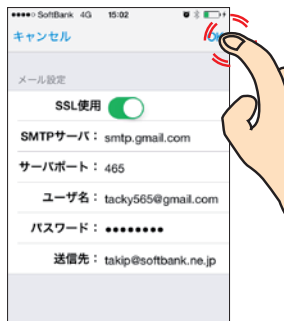 ●●●●○ SoftBank 4G 15:02
キャンセル OK
メール設定
SSL使用
SMTPサーバ： smtp.gmail.com
サーバポート： 465
ユーザ名： tacky565@gmail.com
パスワード： ●●●●●●●●
送信先： takip@softbank.ne.jp